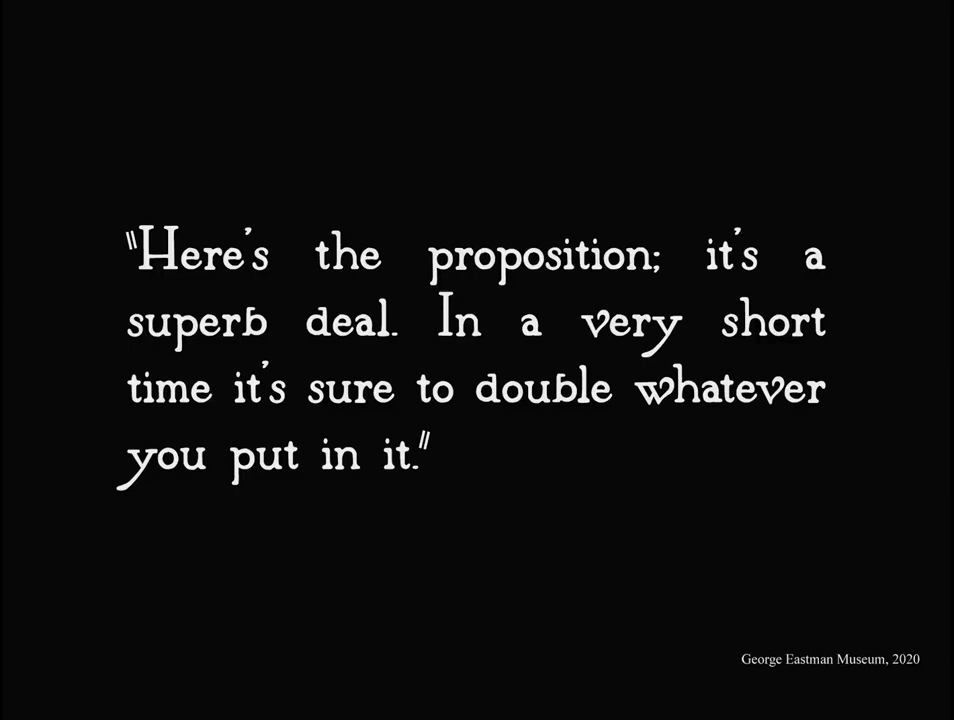 "Here's the proposition; it's a
superb deal. In a very short
time it's sure to double whatever
you put in it."
George Eastman Museum, 2020